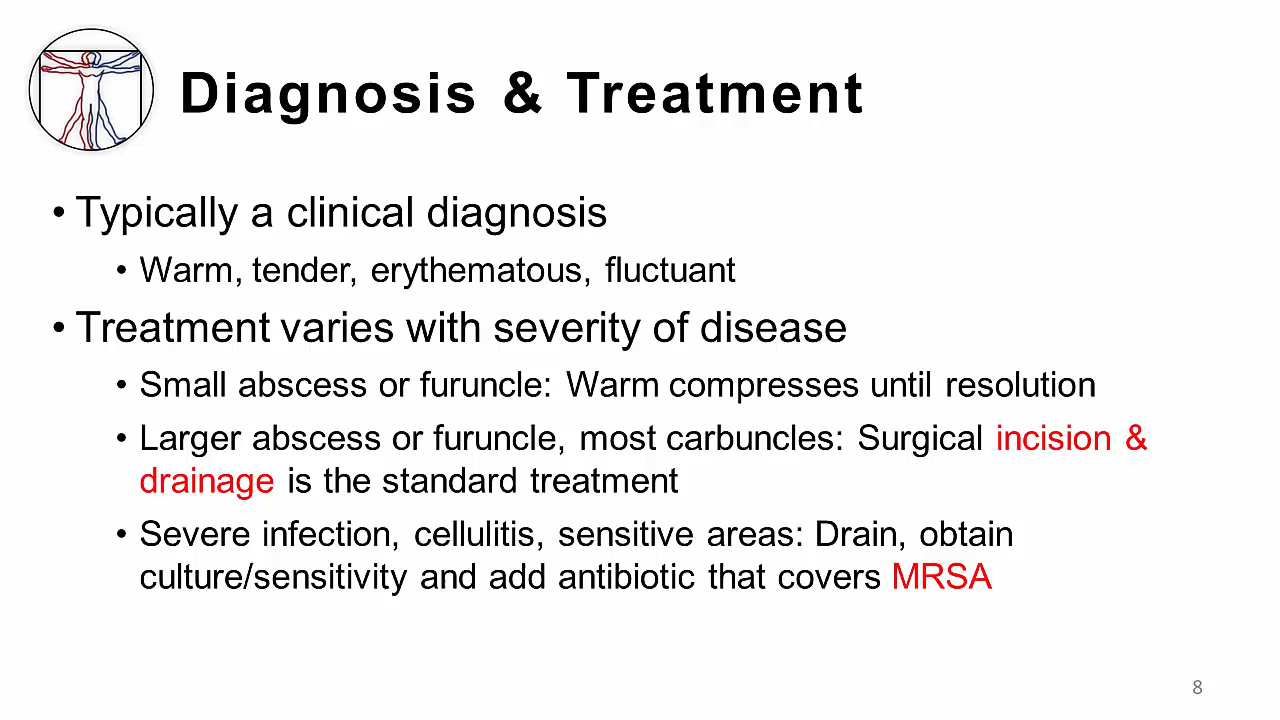 Diagnosis & Treatment
• Typically a clinical diagnosis
• Warm, tender, erythematous, fluctuant
• Treatment varies with severity of disease
• Small abscess or furuncle: Warm compresses until resolution
• Larger abscess or furuncle, most carbuncles: Surgical incision &
drainage is the standard treatment
• Severe infection, cellulitis, sensitive areas: Drain, obtain
culture/sensitivity and add antibiotic that covers MRSA
8